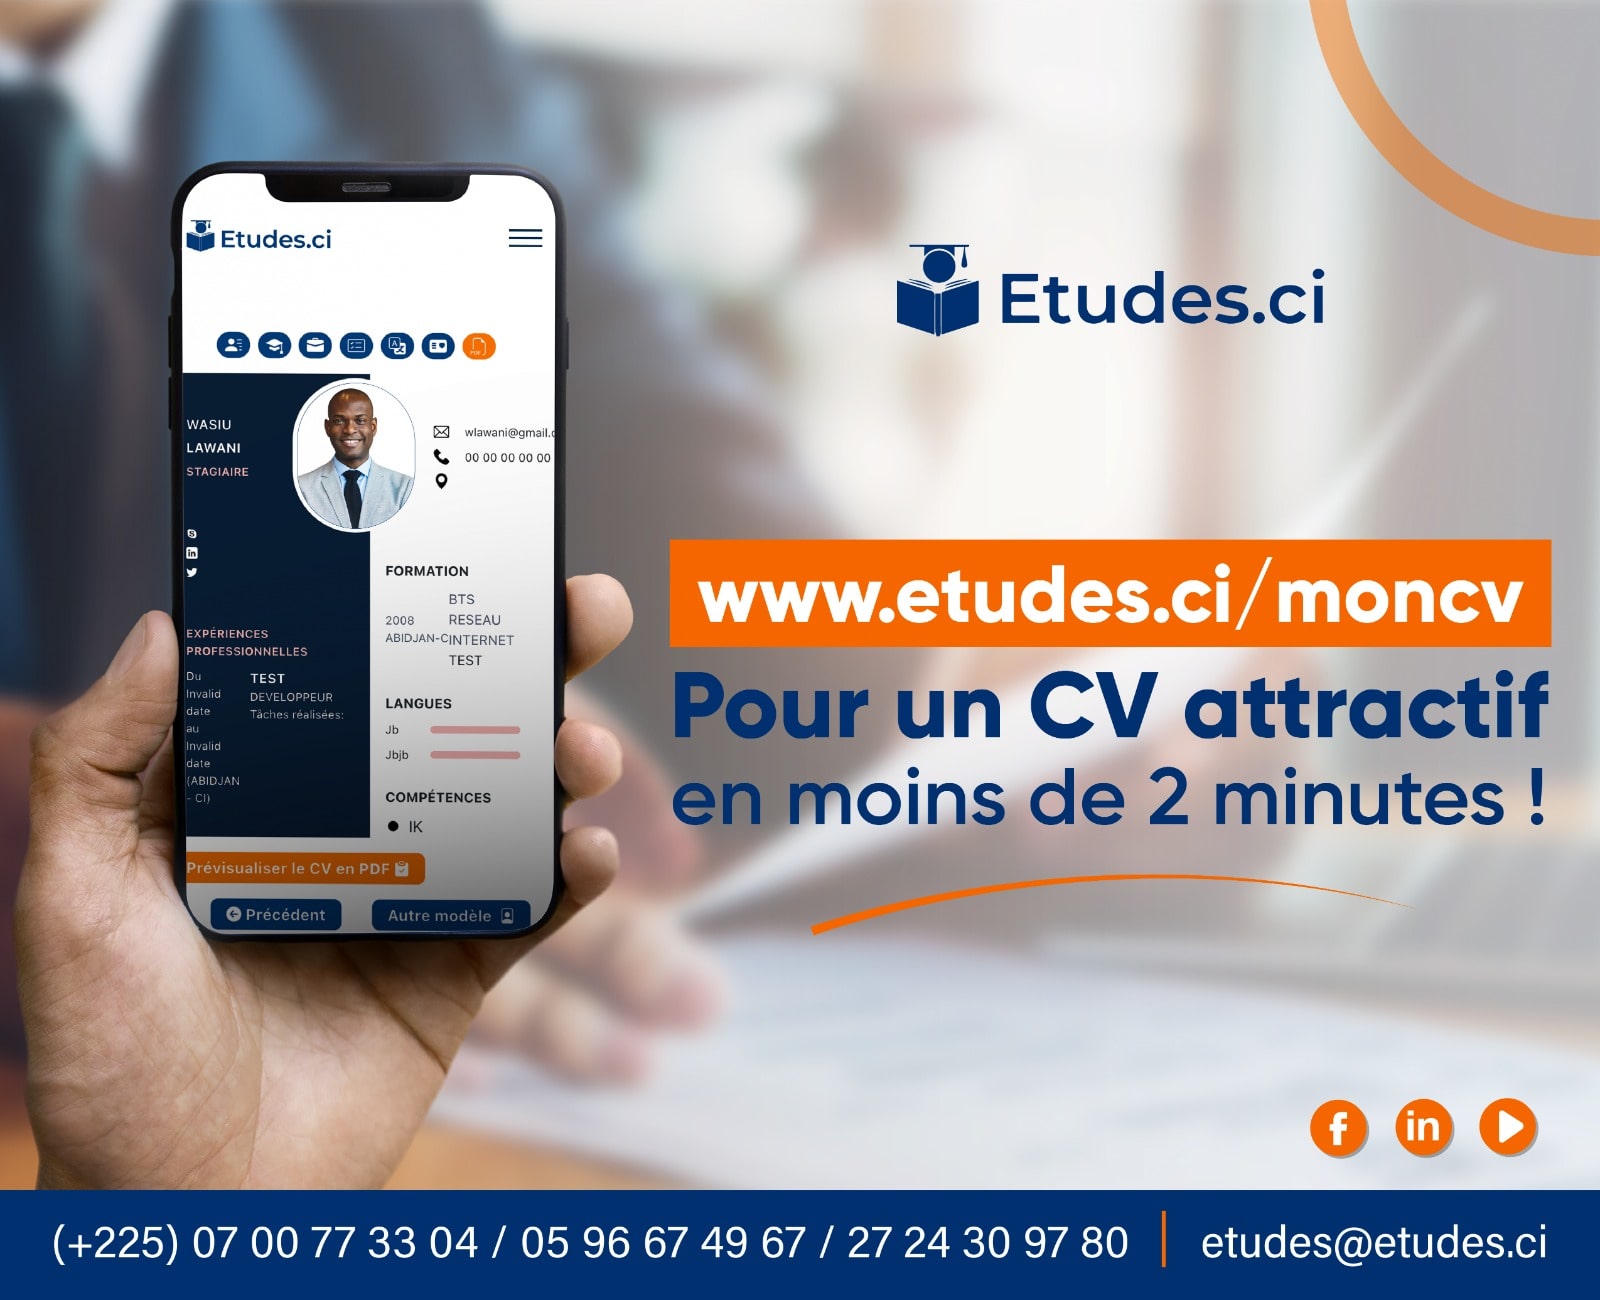 Etudes.ci
WASIU
LAWANI
STAGIAIRE
wlawani@gmail.c
00 00 00 00 00
EXPÉRIENCES
PROFESSIONNELLES
Du
Invalid
date
au
Invalid
date
(ABIDJAN
- CI)
TEST
DEVELOPPEUR
Tâches réalisées:
FORMATION
2008
ABIDJAN-C
BTS
RESEAU
INTERNET
TEST
LANGUES
Jb
Jbjb
COMPÉTENCES
IK
Prévisualiser le CV en PDF
Précédent
Autre modèle
Etudes.ci
www.etudes.ci/moncv
Pour un CV attractif
en moins de 2 minutes !
(+225) 07 00 77 33 04 / 05 96 67 49 67 / 27 24 30 97 80 | etudes@etudes.ci